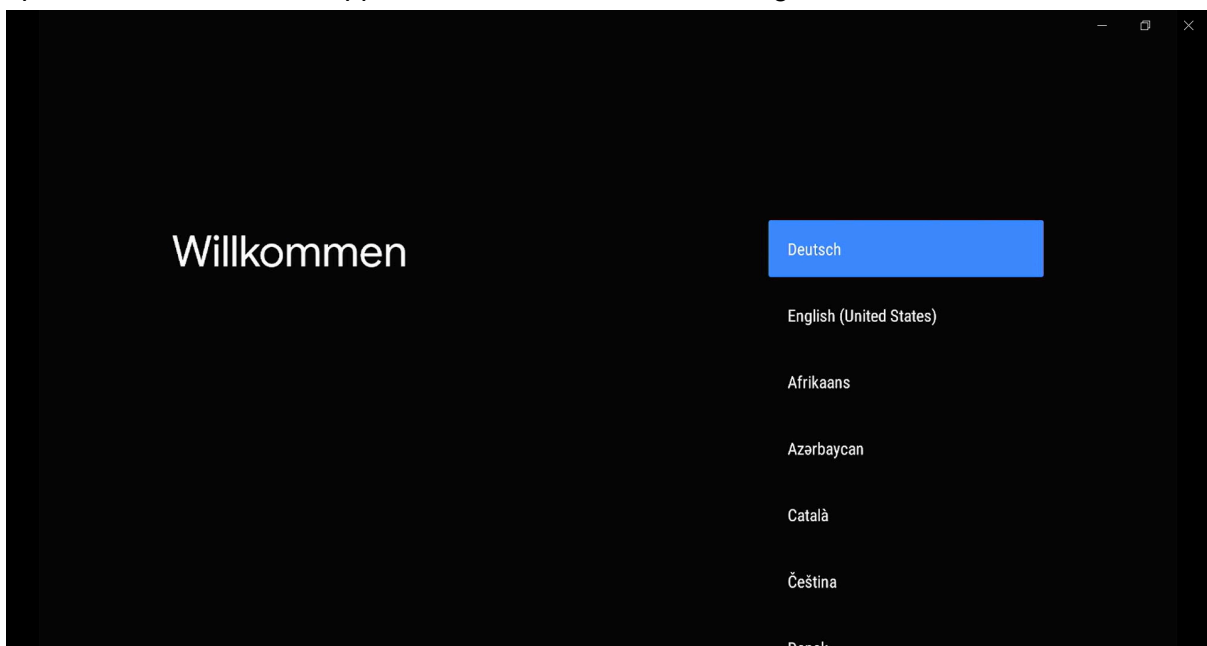 Willkommen
Deutsch
English (United States)
Afrikaans
Azərbaycan
Català
Čeština